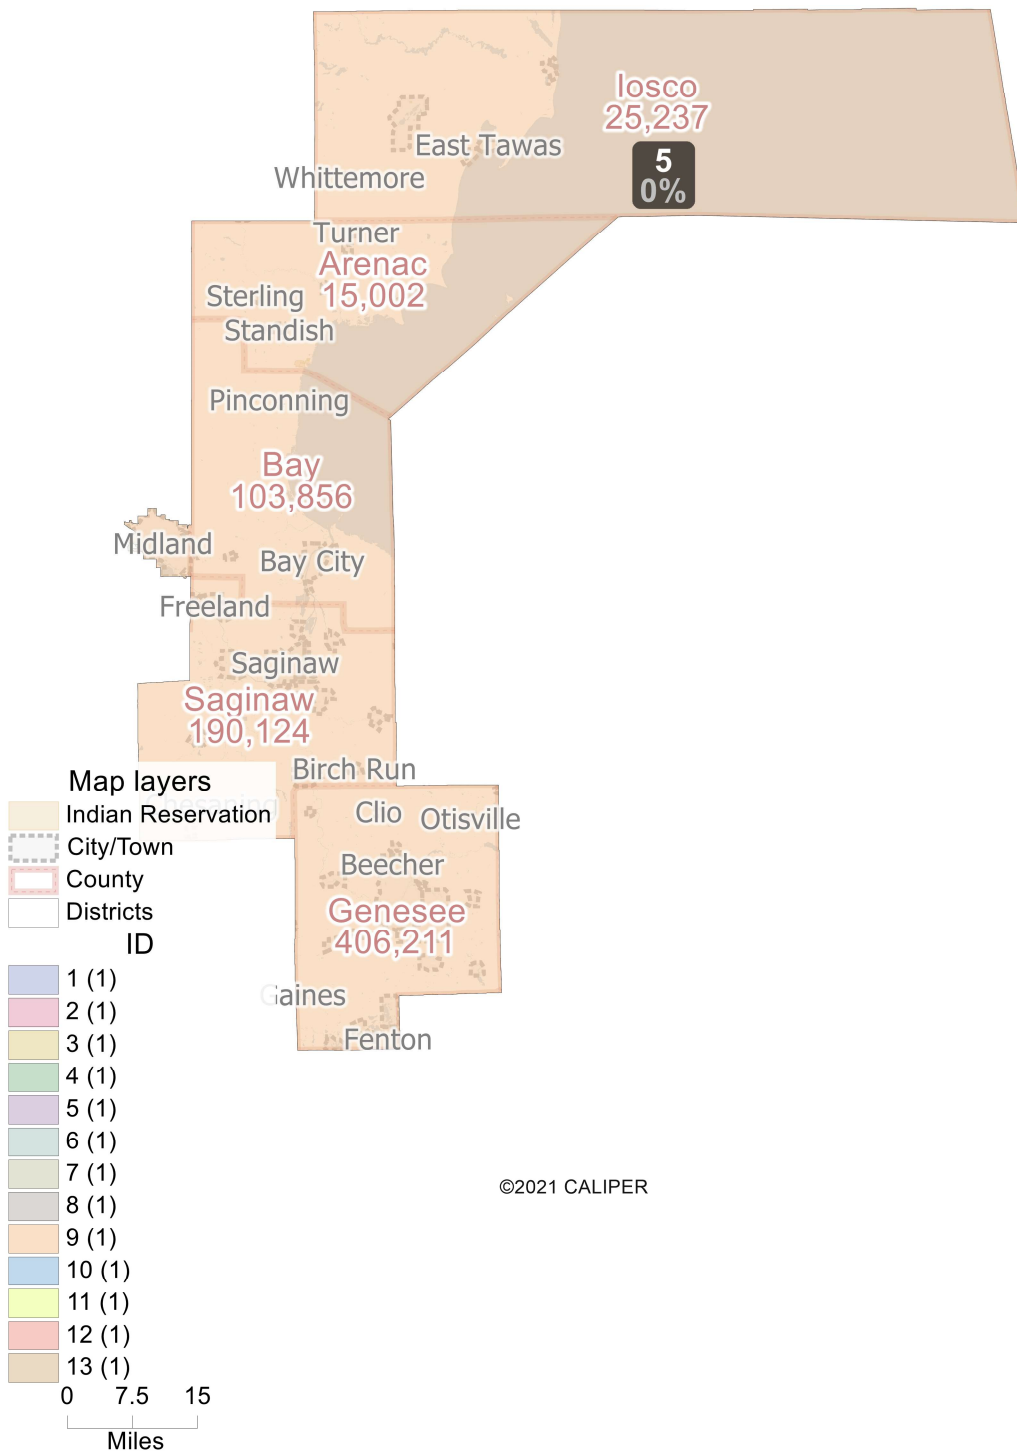 Iosco
25,237
5
0%
East Tawas
Whittemore
Turner
Arenac
15,002
Sterling
Standish
Pinconning
Bay
103,856
Midland
Bay City
Freeland
Saginaw
Saginaw
190,124
Birch Run
Chesaning
Clio
Otisville
Beecher
Genesee
406,211
Gaines
Fenton
Map layers
Indian Reservation
City/Town
County
Districts
ID
1 (1)
2 (1)
3 (1)
4 (1)
5 (1)
6 (1)
7 (1)
8 (1)
9 (1)
10 (1)
11 (1)
12 (1)
13 (1)
0 7.5 15
Miles
©2021 CALIPER